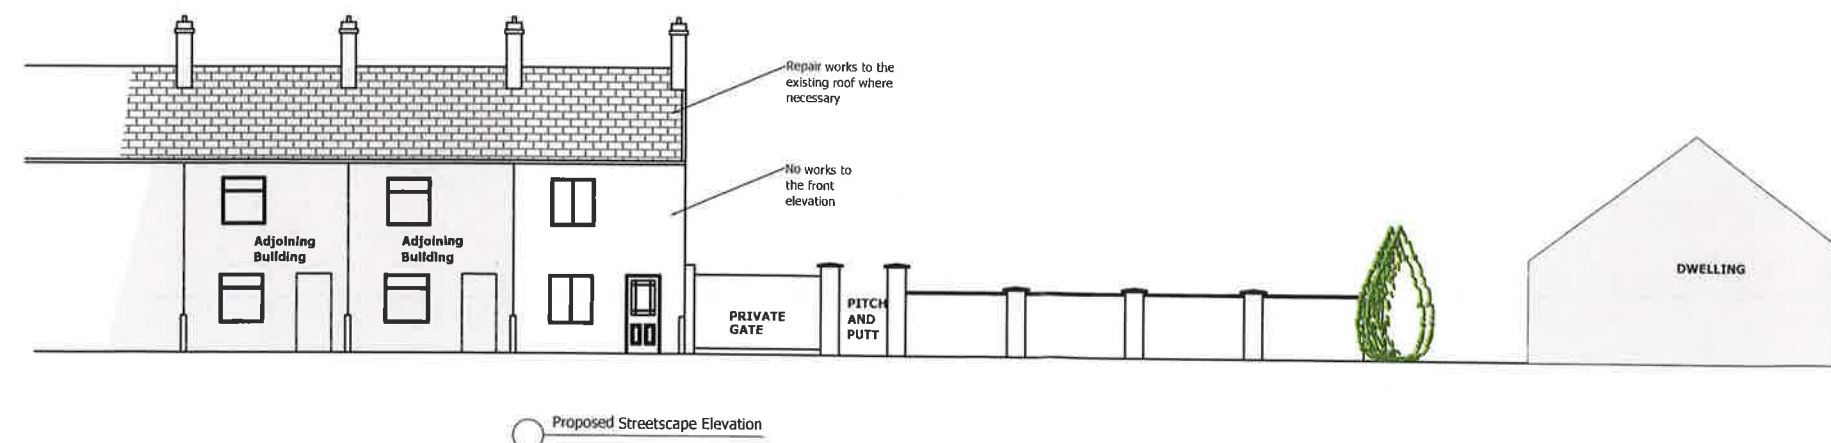 Repair works to the
existing roof where
necessary
No works to
the front
elevation
Adjoining
Building
Adjoining
Building
PRIVATE
GATE
PITCH
AND
PUTT
DWELLING
Proposed Streetscape Elevation